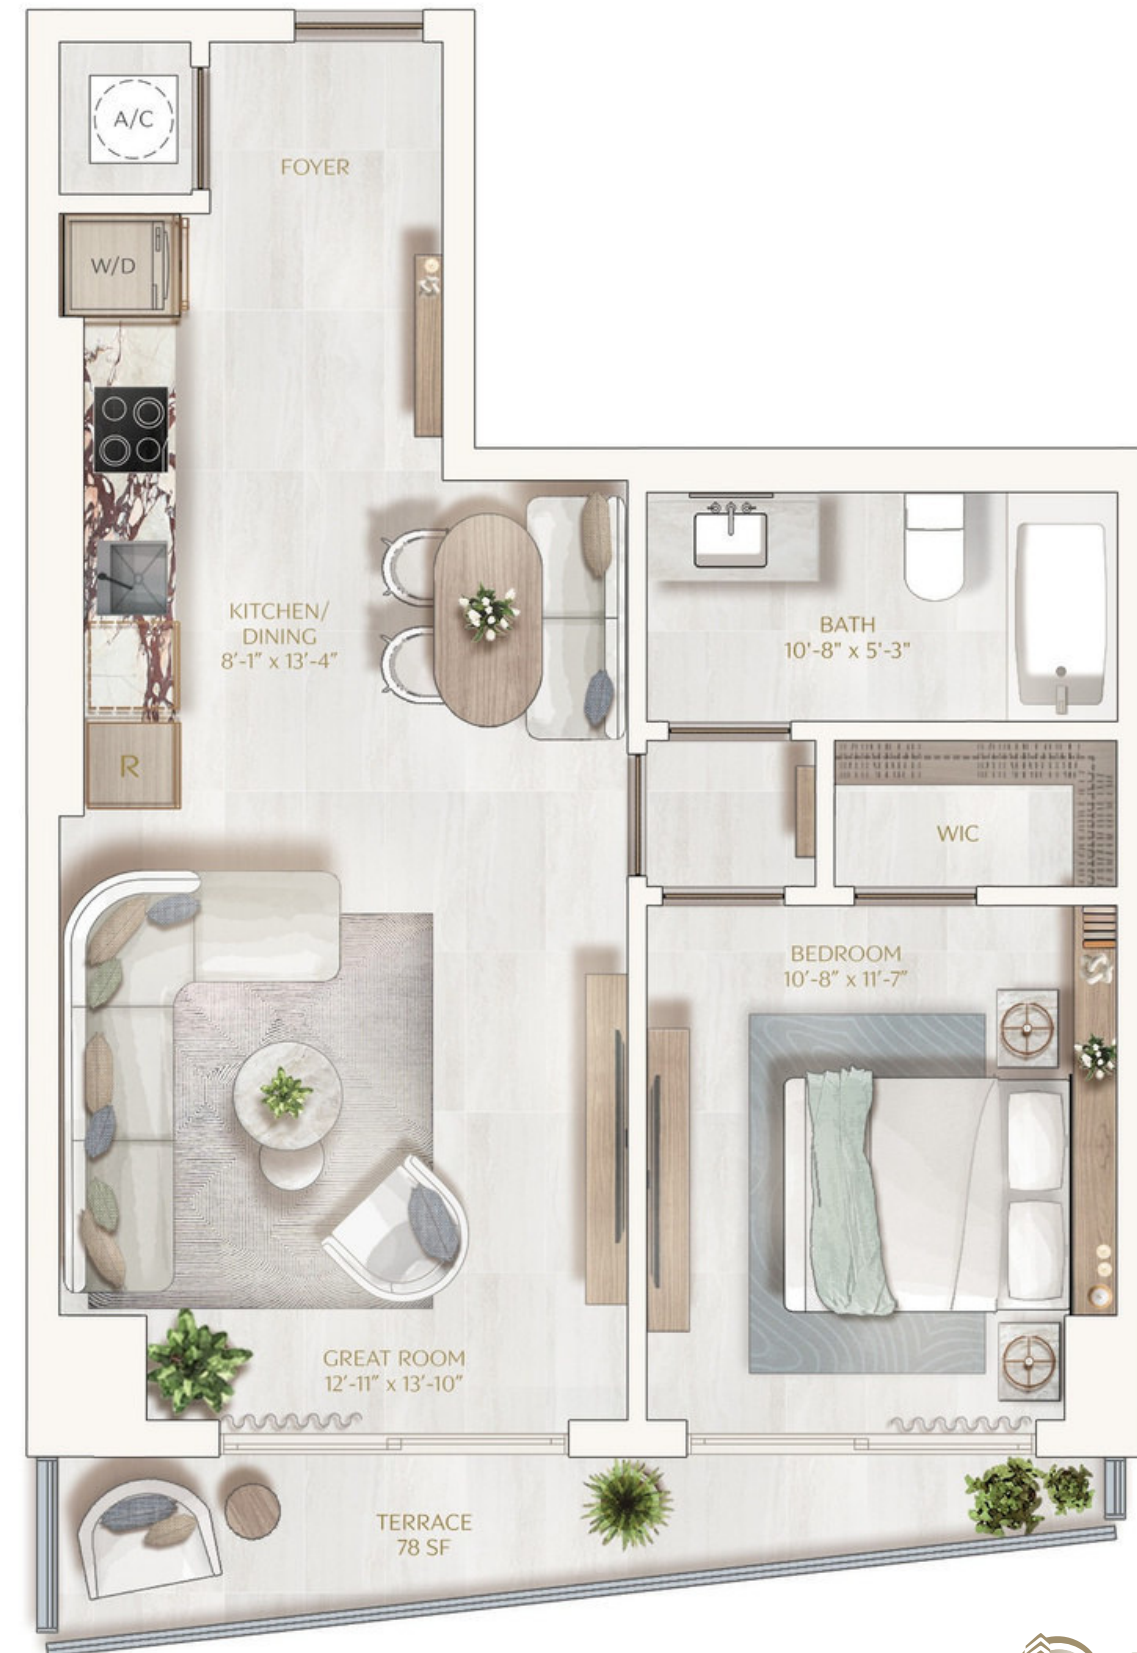 A/C
FOYER
W/D
KITCHEN/
DINING
8'-1" x 13'-4"
BATH
10'-8" x 5'-3"
R
WIC
BEDROOM
10'-8" x 11'-7"
GREAT ROOM
12'-11" x 13'-10"
TERRACE
78 SF